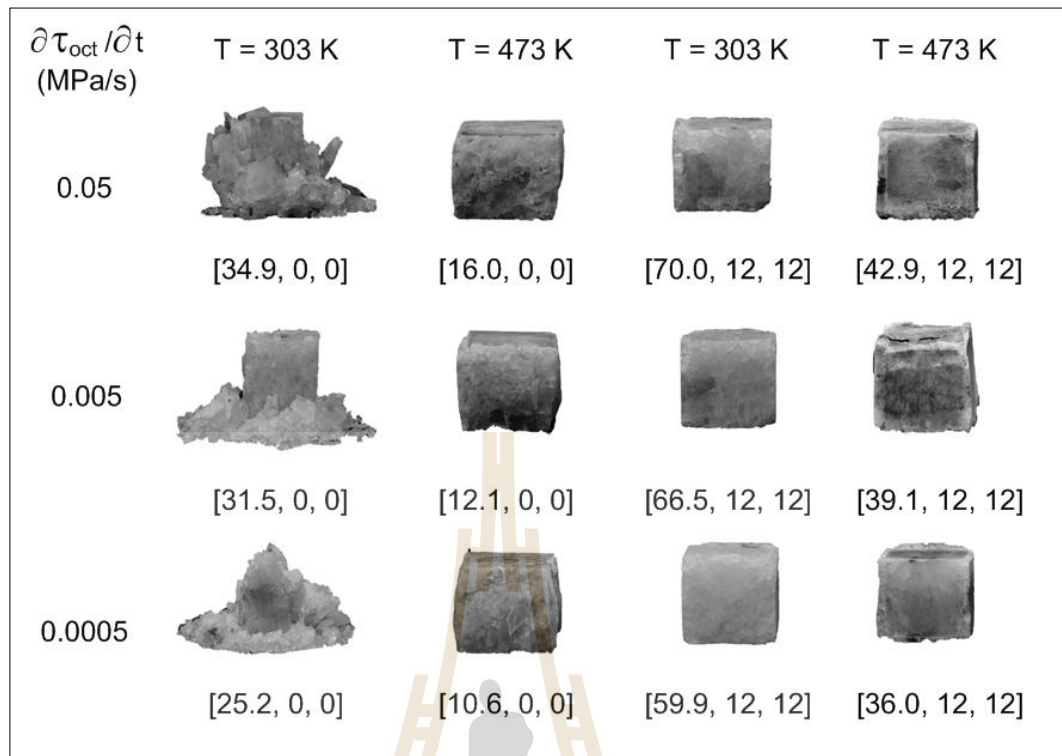 ∂τoct/∂t
(MPa/s)
T = 303 K T = 473 K T = 303 K T = 473 K
0.05
[34.9, 0, 0] [16.0, 0, 0] [70.0, 12, 12] [42.9, 12, 12]
0.005
[31.5, 0, 0] [12.1, 0, 0] [66.5, 12, 12] [39.1, 12, 12]
0.0005
[25.2, 0, 0] [10.6, 0, 0] [59.9, 12, 12] [36.0, 12, 12]